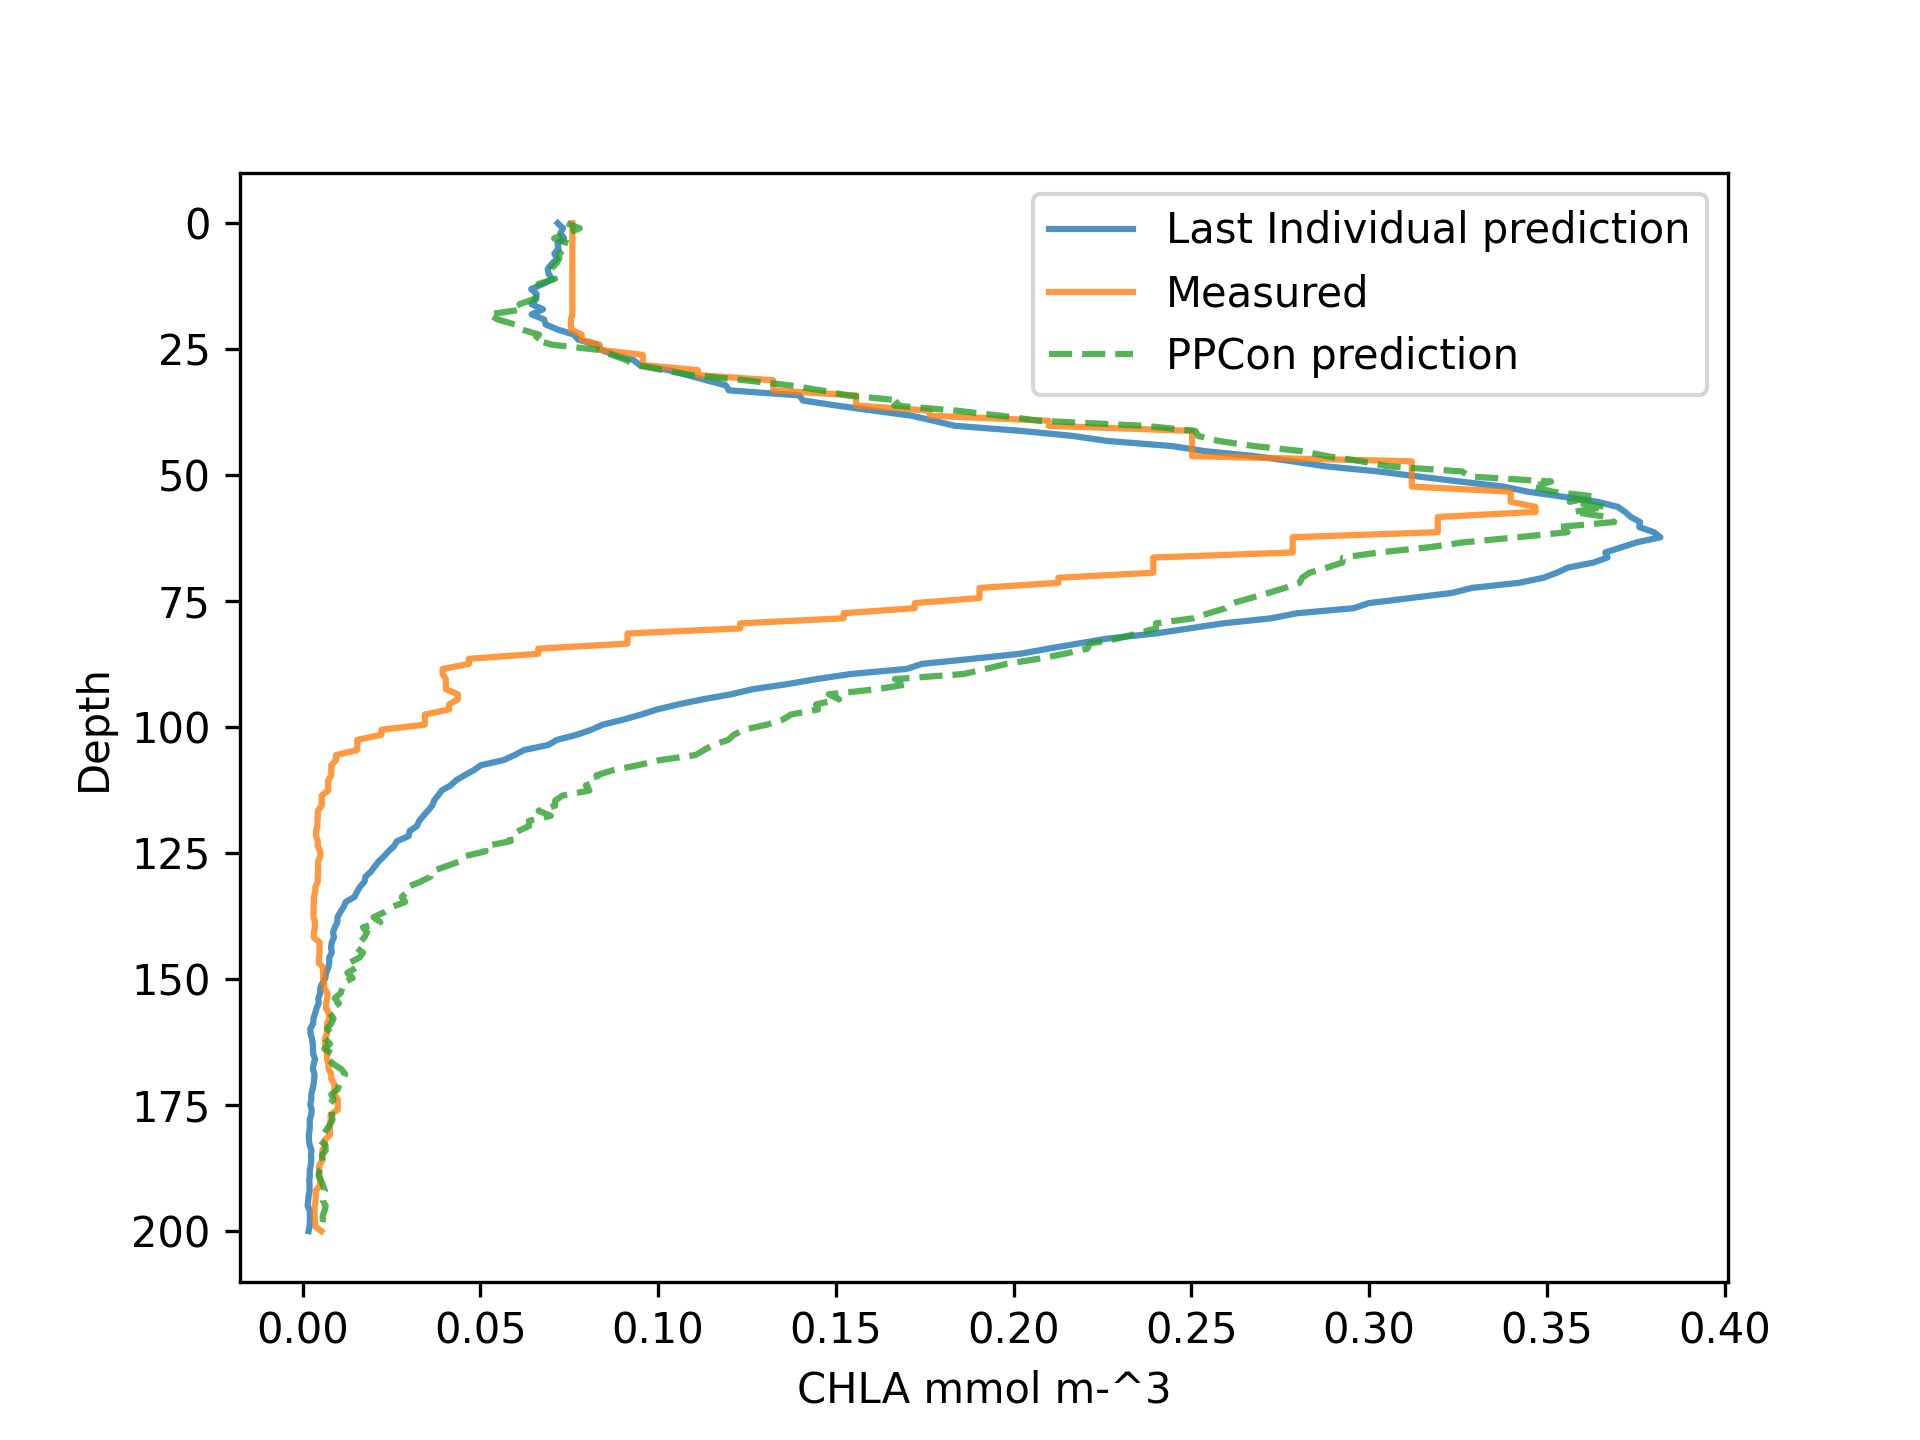 Last Individual prediction
Measured
PPCon prediction
0
25
50
75
100
125
150
175
200
Depth
0.00 0.05 0.10 0.15 0.20 0.25 0.30 0.35 0.40
CHLA mmol m-^3